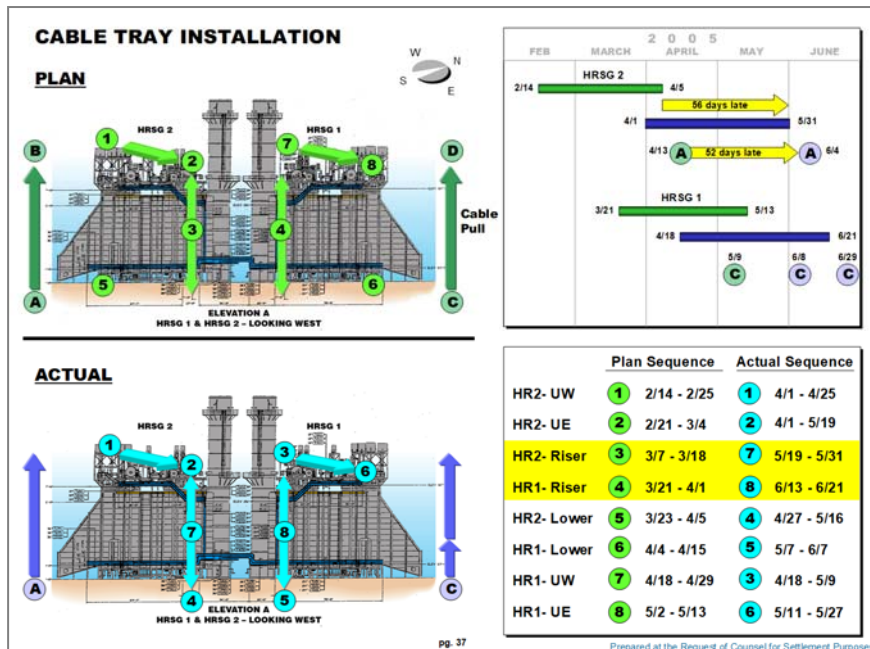 CABLE TRAY INSTALLATION
PLAN
W
N
S
E
HRSG 2
HRSG 1
1
2
7
8
B
D
3
4
Cable
Pull
5
6
A
C
ELEVATION A
HRSG 1 & HRSG 2 – LOOKING WEST
ACTUAL
HRSG 2
HRSG 1
1
2
3
6
7
8
A
C
4
5
ELEVATION A
HRSG 1 & HRSG 2 – LOOKING WEST
pg. 37
2 0 0 5
FEB MARCH APRIL MAY JUNE
HRSG 2
2/14 4/5
56 days late
4/1 5/31
4/13 A 52 days late A 6/4
HRSG 1
3/21 5/13
4/18 6/21
5/9 6/8 6/29
C C C
Plan Sequence Actual Sequence
HR2- UW 1 2/14 - 2/25 1 4/1 - 4/25
HR2- UE 2 2/21 - 3/4 2 4/1 - 5/19
HR2- Riser 3 3/7 - 3/18 7 5/19 - 5/31
HR1- Riser 4 3/21 - 4/1 8 6/13 - 6/21
HR2- Lower 5 3/23 - 4/5 4 4/27 - 5/16
HR1- Lower 6 4/4 - 4/15 5 5/7 - 6/7
HR1- UW 7 4/18 - 4/29 3 4/18 - 5/9
HR1- UE 8 5/2 - 5/13 6 5/11 - 5/27
Prepared at the Request of Counsel for Settlement Purpose